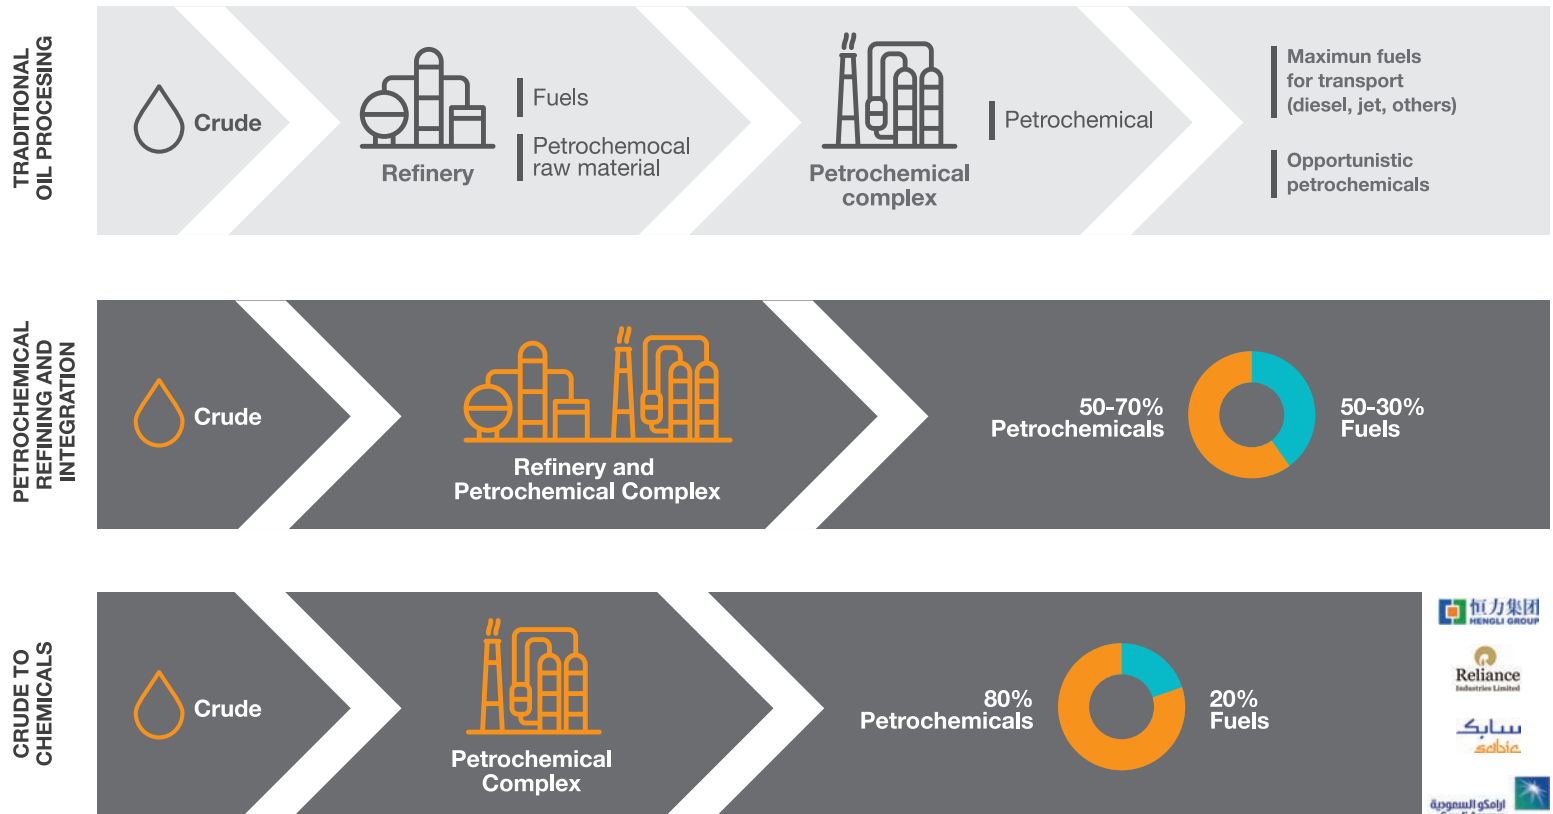 TRADITIONAL
OIL PROCESING
Crude
Refinery
Fuels
Petrochemocal
raw material
Petrochemical
complex
Petrochemical
Maximun fuels
for transport
(diesel, jet, others)
Opportunistic
petrochemicals
PETROCHEMICAL
REFINING AND
INTEGRATION
Crude
Refinery and
Petrochemical Complex
50-70%
Petrochemicals
50-30%
Fuels
CRUDE TO
CHEMICALS
Crude
Petrochemical
Complex
80%
Petrochemicals
20%
Fuels
恒力集团
HENGLI GROUP
Reliance
Industries Limited
سابك
sabic
ارامكو السعودية